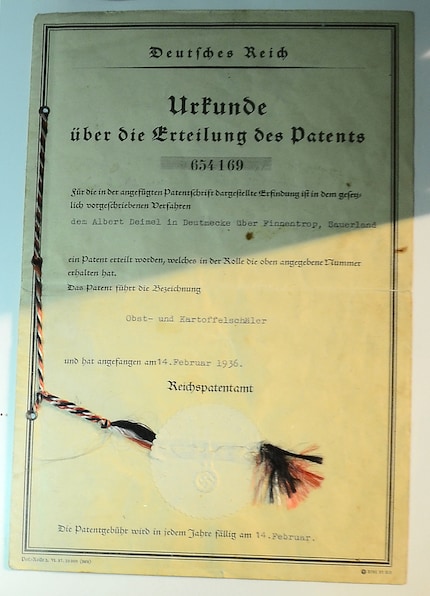 Deutsches Reich
Urkunde
über die Erteilung des Patents
654169
Für die in der angefügten Patentschrift dargestellte Erfindung ist in dem gesetz-
lich vorgeschriebenen Verfahren
dem Albert Deimel in Deutmecke über Finnentrop, Sauerland
ein Patent erteilt worden, welches in der Rolle die oben angegebene Nummer
erhalten hat.
Das Patent führt die Bezeichnung
Obst- und Kartoffelschäler
und hat angefangen am 14. Februar 1936.
Reichspatentamt
Die Patentgebühr wird in jedem Jahre fällig am 14. Februar.